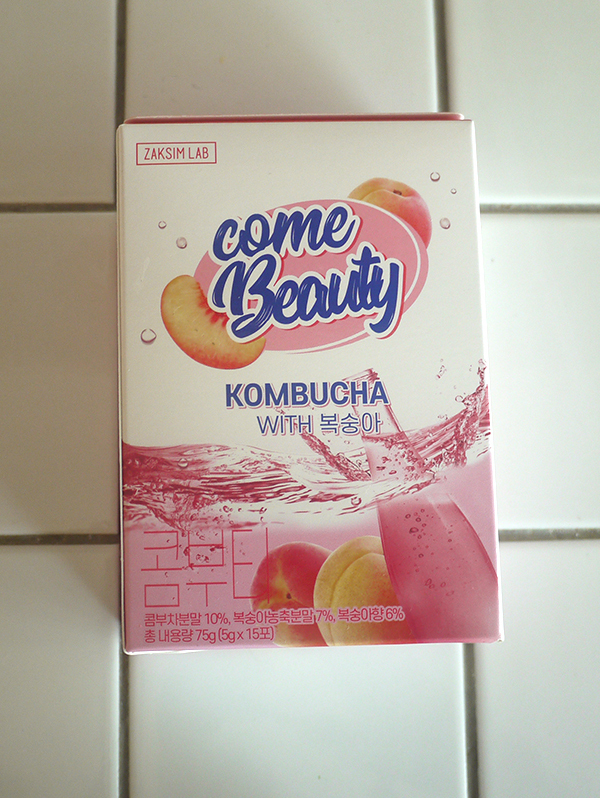 ZAKSIM LAB
come
Beauty
KOMBUCHA
WITH 복숭아
콤부티
콤부차분말 10%, 복숭아농축분말 7%, 복숭아향 6%
총 내용량 75g (5g x 15포)